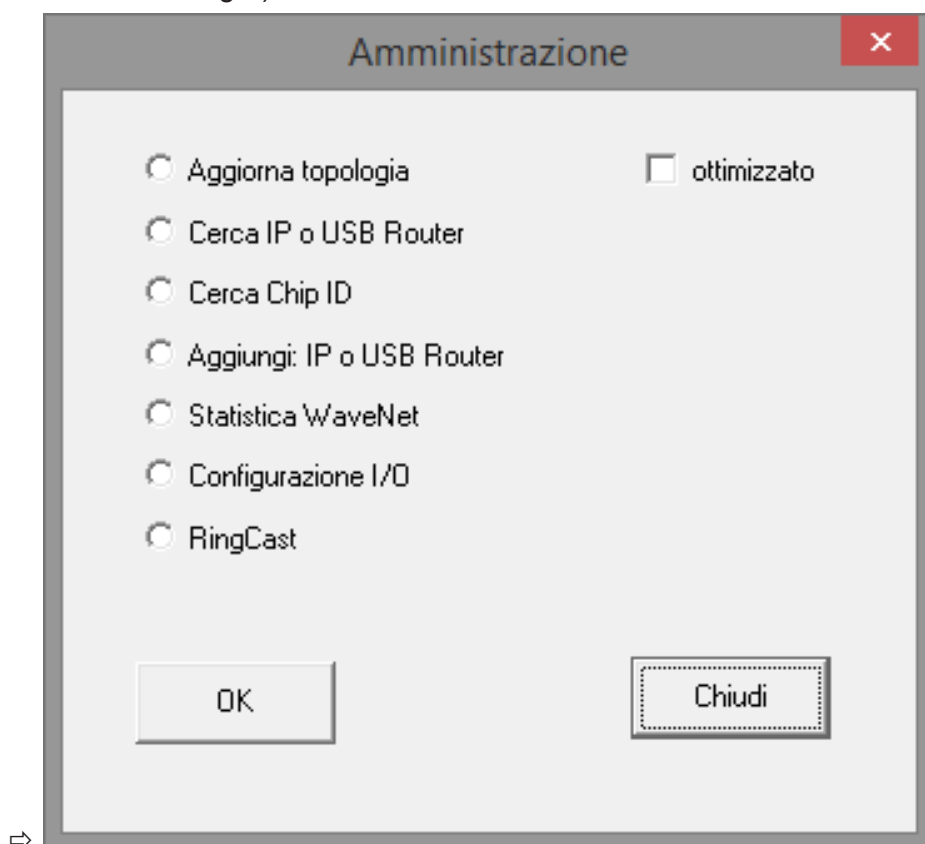 Amministrazione
Aggiorna topologia
ottimizzato
Cerca IP o USB Router
Cerca Chip ID
Aggiungi: IP o USB Router
Statistica WaveNet
Configurazione I/O
RingCast
OK
Chiudi
⇨